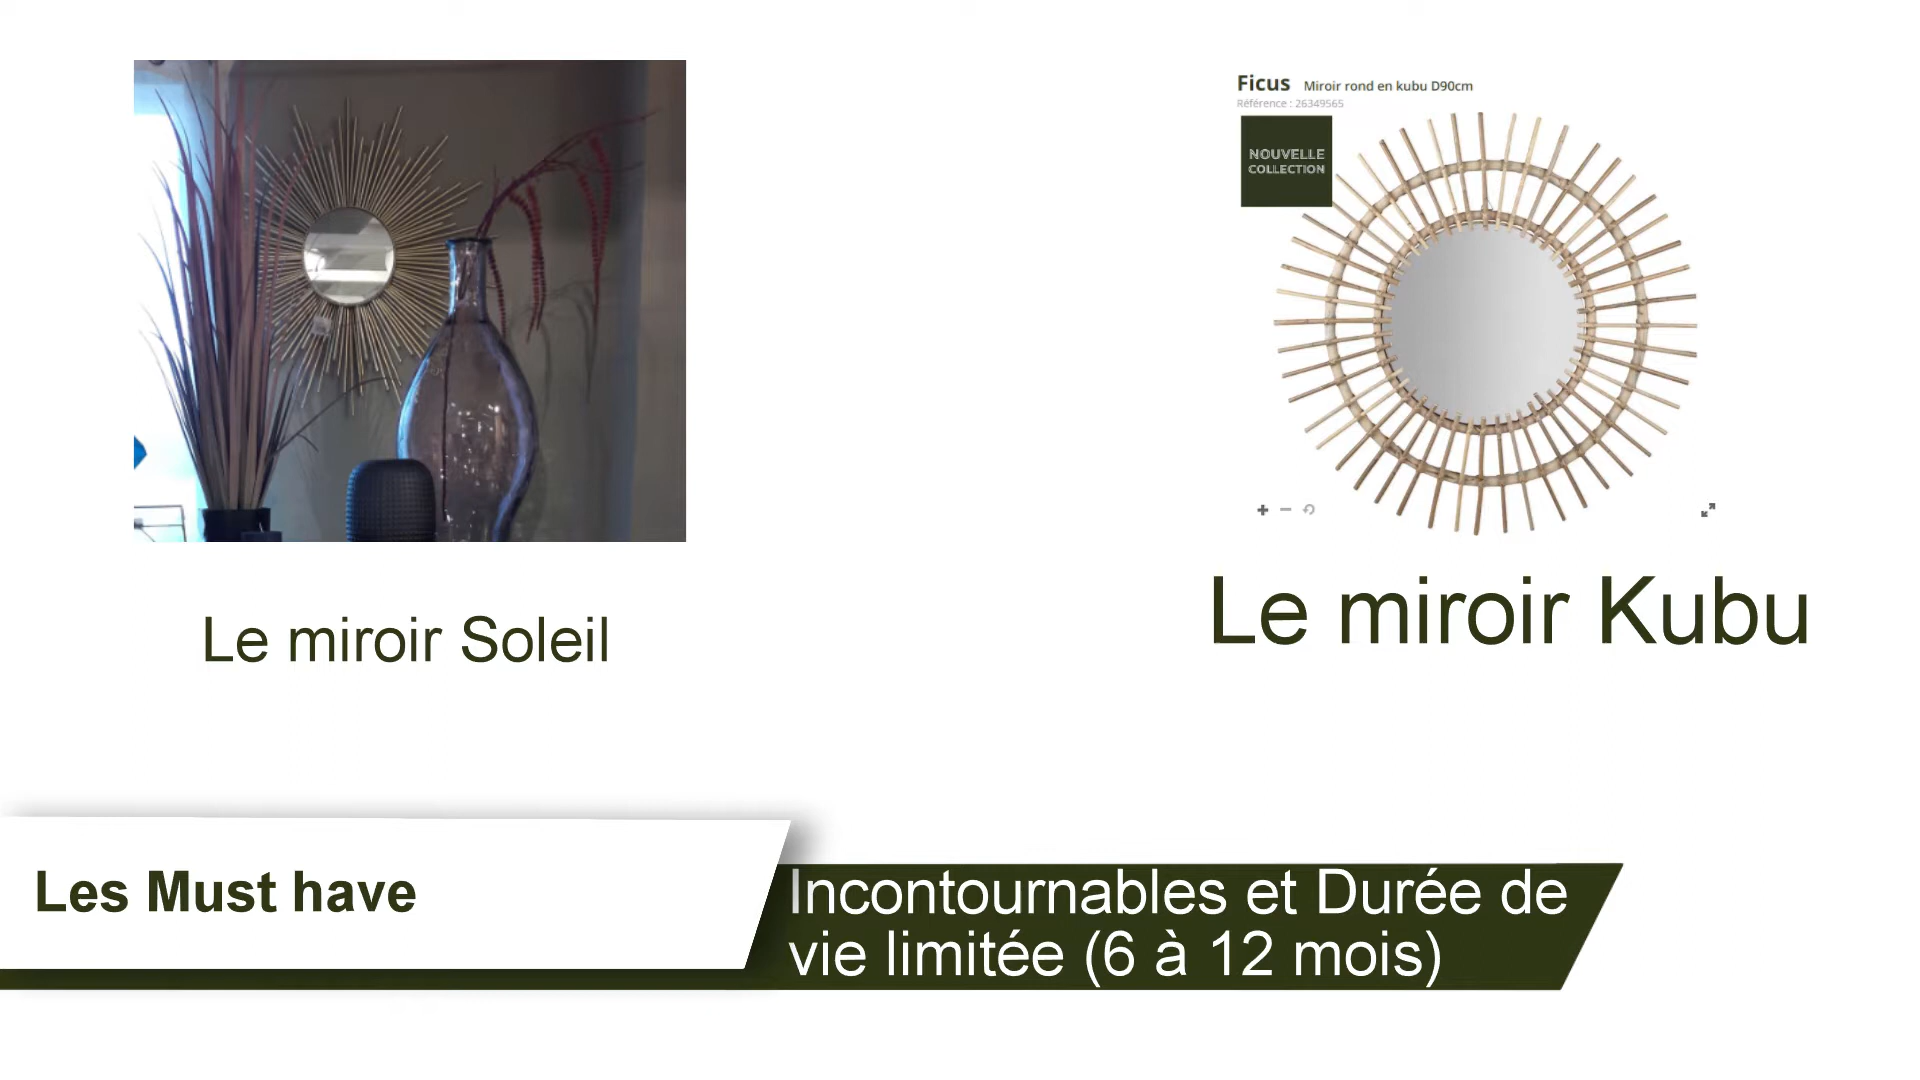 Ficus Miroir rond en kubu D90cm
Référence : 26349565
NOUVELLE
COLLECTION
Le miroir Soleil
Le miroir Kubu
Les Must have
Incontournables et Durée de
vie limitée (6 à 12 mois)